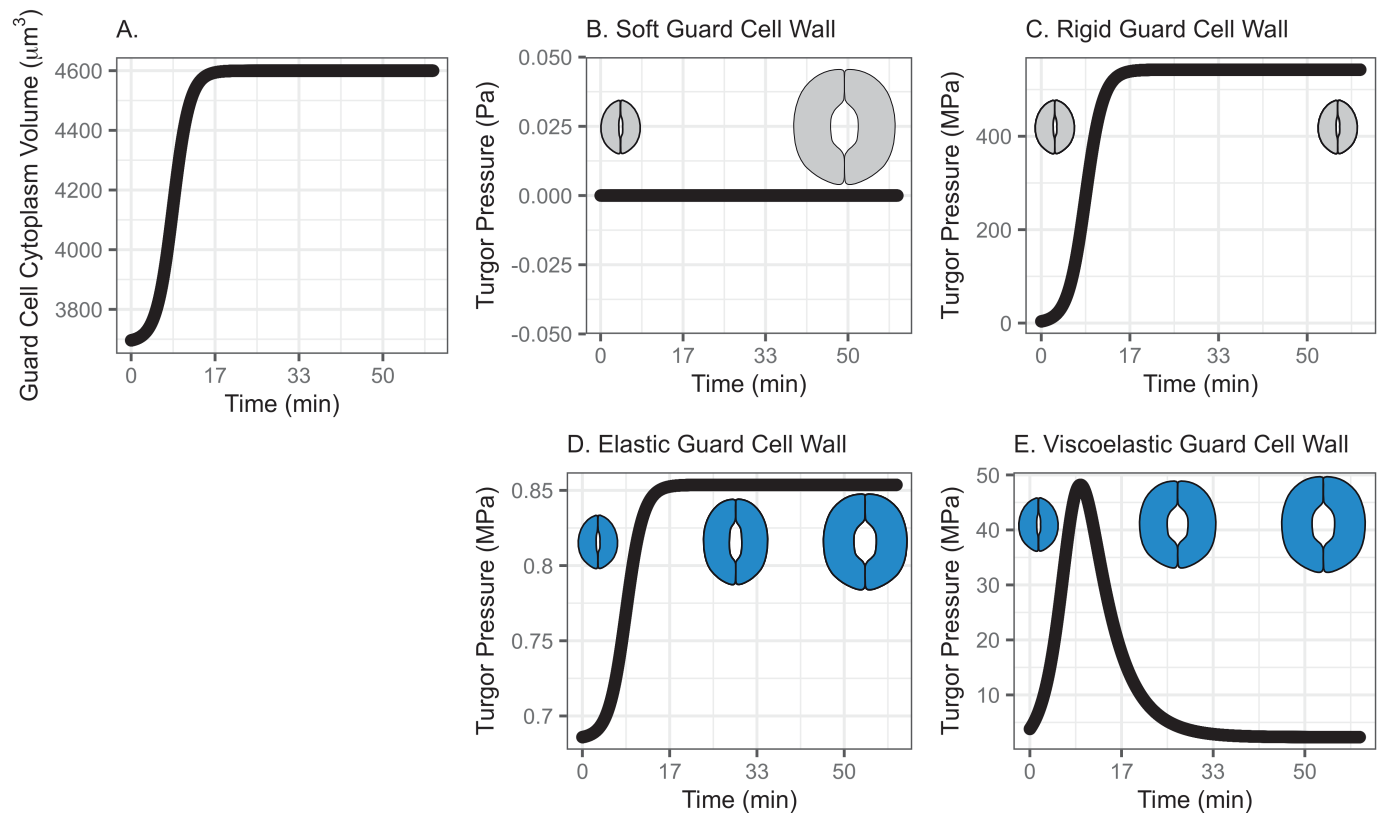 A.
Guard Cell Cytoplasm Volume (μm³)
4600
4400
4200
4000
3800
0 17 33 50
Time (min)
B. Soft Guard Cell Wall
Turgor Pressure (Pa)
0.050
0.025
0.000
-0.025
-0.050
0 17 33 50
Time (min)
C. Rigid Guard Cell Wall
Turgor Pressure (MPa)
400
200
0
0 17 33 50
Time (min)
D. Elastic Guard Cell Wall
Turgor Pressure (MPa)
0.85
0.8
0.75
0.7
0 17 33 50
Time (min)
E. Viscoelastic Guard Cell Wall
Turgor Pressure (MPa)
50
40
30
20
10
0 17 33 50
Time (min)